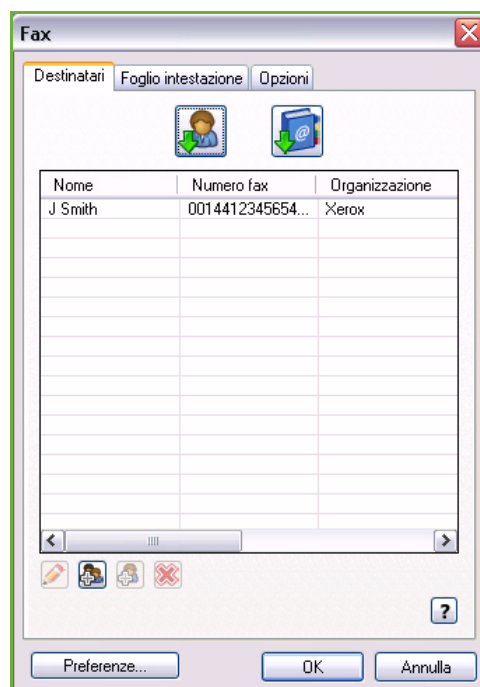 Fax
Destinatari Foglio intestazione Opzioni
Nome Numero fax Organizzazione
J Smith 0014412345654... Xerox
?
Preferenze... OK Annulla